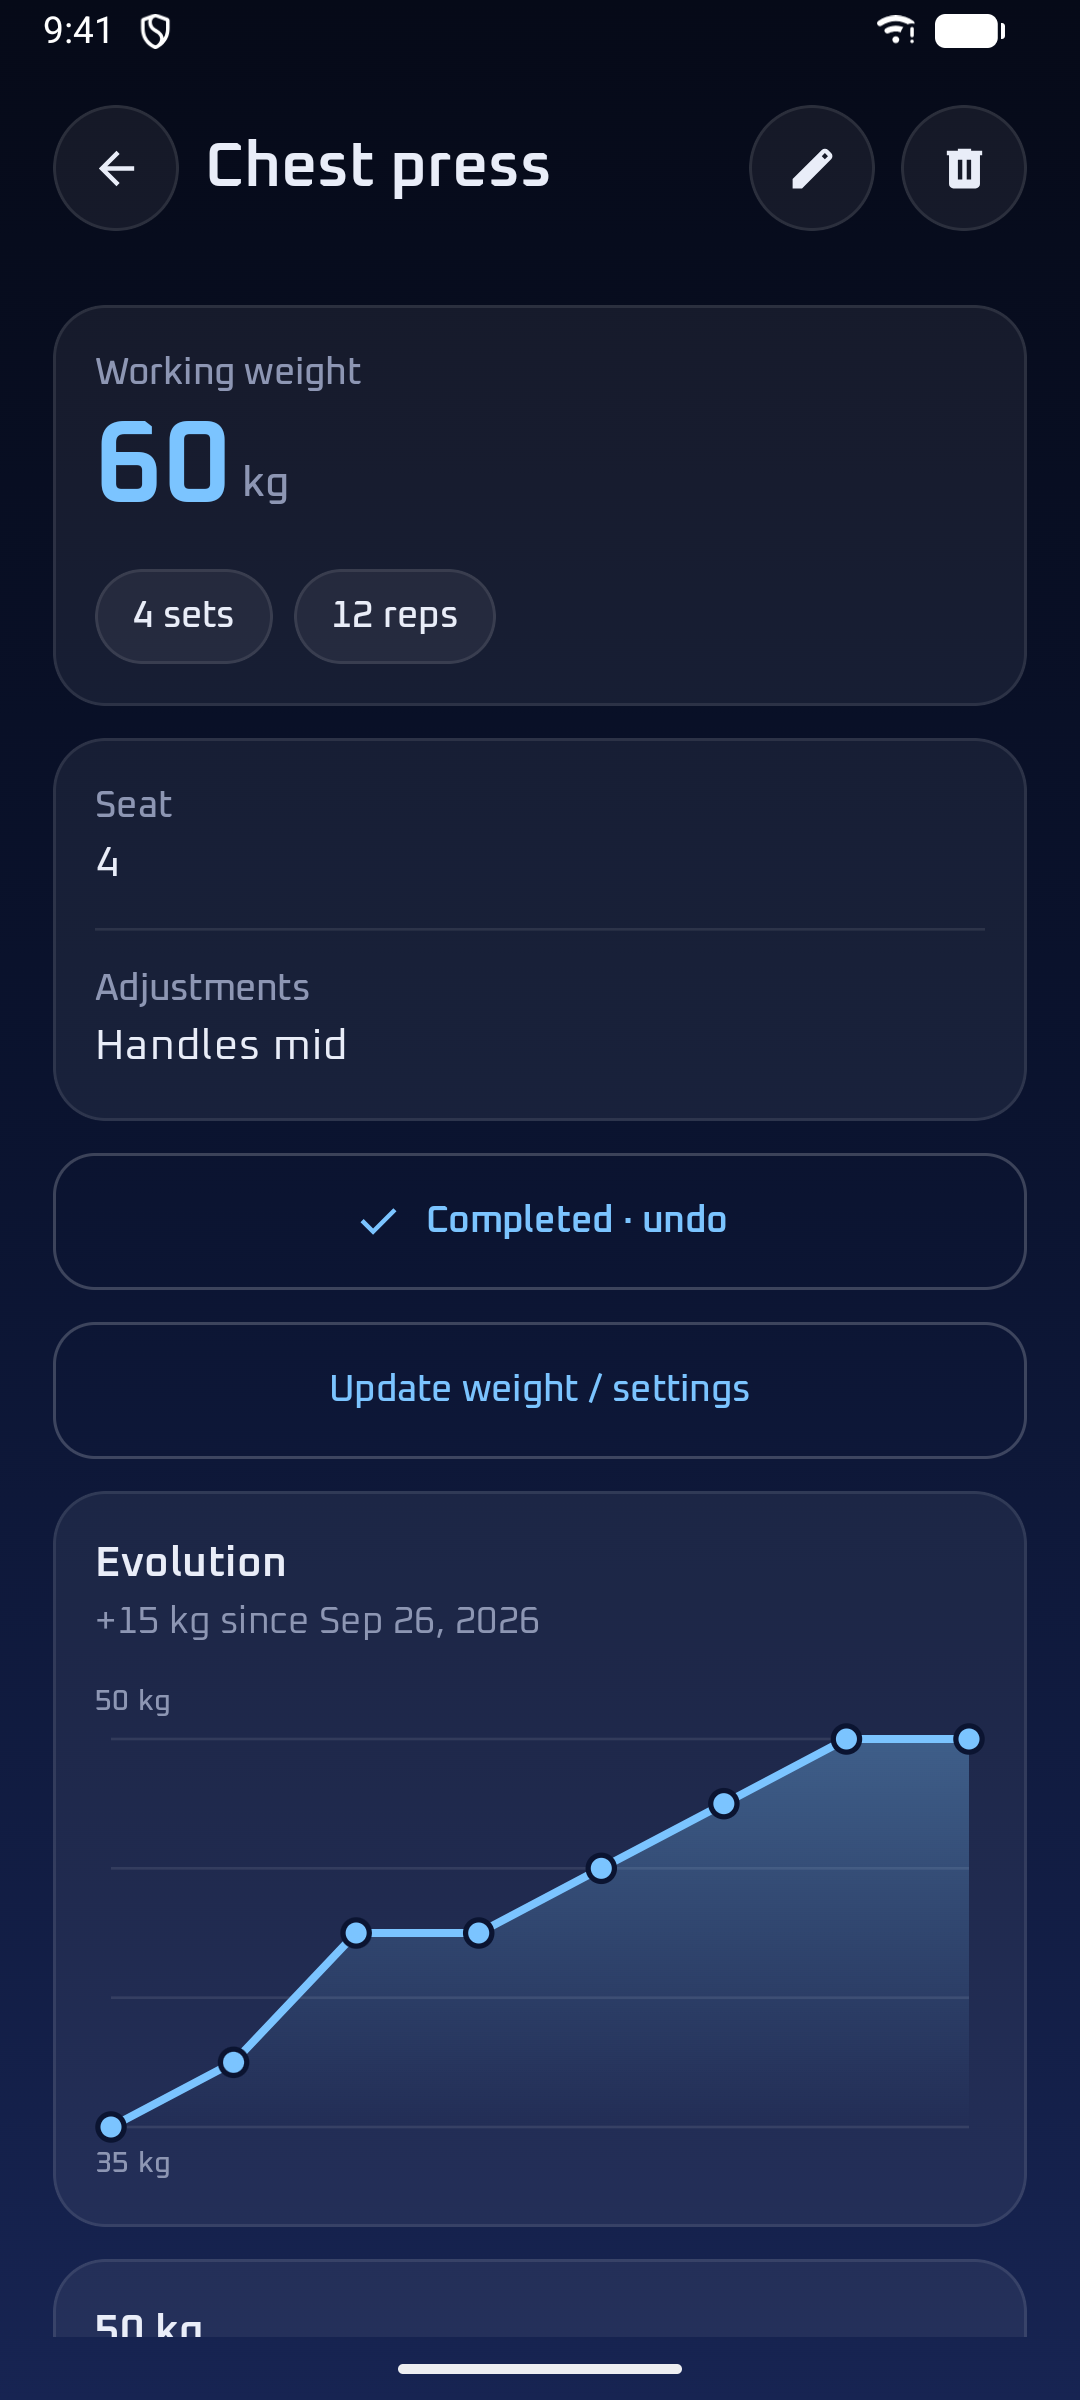 9:41
Chest press
Working weight
60 kg
4 sets
12 reps
Seat
4
Adjustments
Handles mid
Completed · undo
Update weight / settings
Evolution
+15 kg since Sep 26, 2026
50 kg
35 kg
50 kg